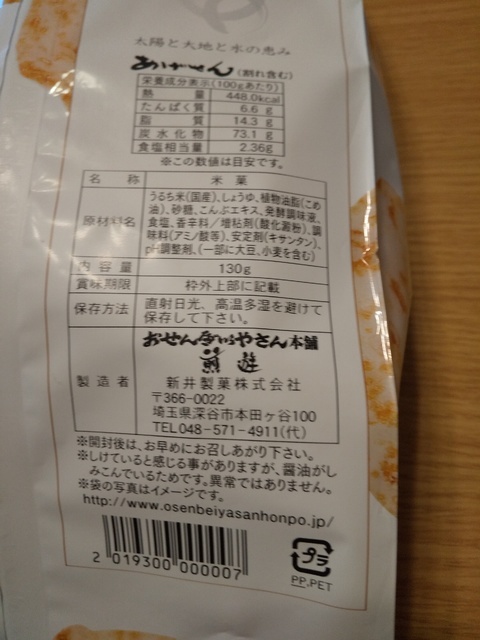 太陽と大地と水の恵み
あげせん (割れ含む)
栄養成分表示(100gあたり)
熱量 448.0kcal
たんぱく質 6.6 g
脂質 14.3 g
炭水化物 73.1 g
食塩相当量 2.36g
※この数値は目安です。
名称 米菓
原材料名 うるち米(国産)、しょうゆ、植物油脂(こめ
油)、砂糖、こんぶエキス、発酵調味液、
食塩、香辛料/増粘剤(酸化澱粉)、調
味料(アミノ酸等)、安定剤(キサンタン)、
pH調整剤、(一部に大豆、小麦を含む)
内容量 130g
賞味期限 枠外上部に記載
保存方法 直射日光、高温多湿を避けて
保存して下さい。
製造者 おせんべいやさん本舗
煎遊
新井製菓株式会社
〒366-0022
埼玉県深谷市本田ヶ谷100
TEL048-571-4911(代)
※開封後は、お早めにお召しあがり下さい。
※しけていると感じる事がありますが、醤油がし
みこんでいるためです。異常ではありません。
※袋の写真はイメージです。
http://www.osenbeiyasanhonpo.jp/
2 019300 000007
プラ
PP,PET